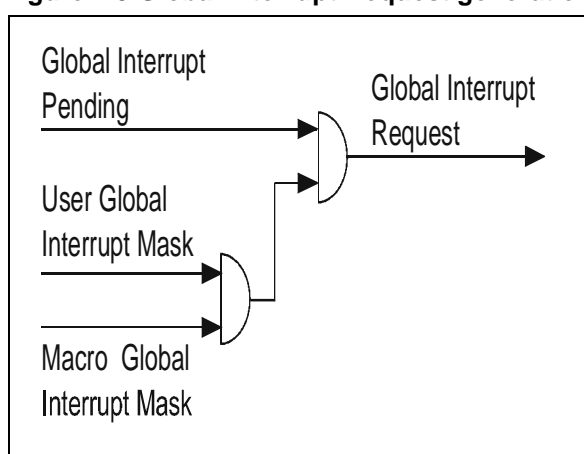 Global Interrupt
Pending
Global Interrupt
Request
User Global
Interrupt Mask
Macro Global
Interrupt Mask